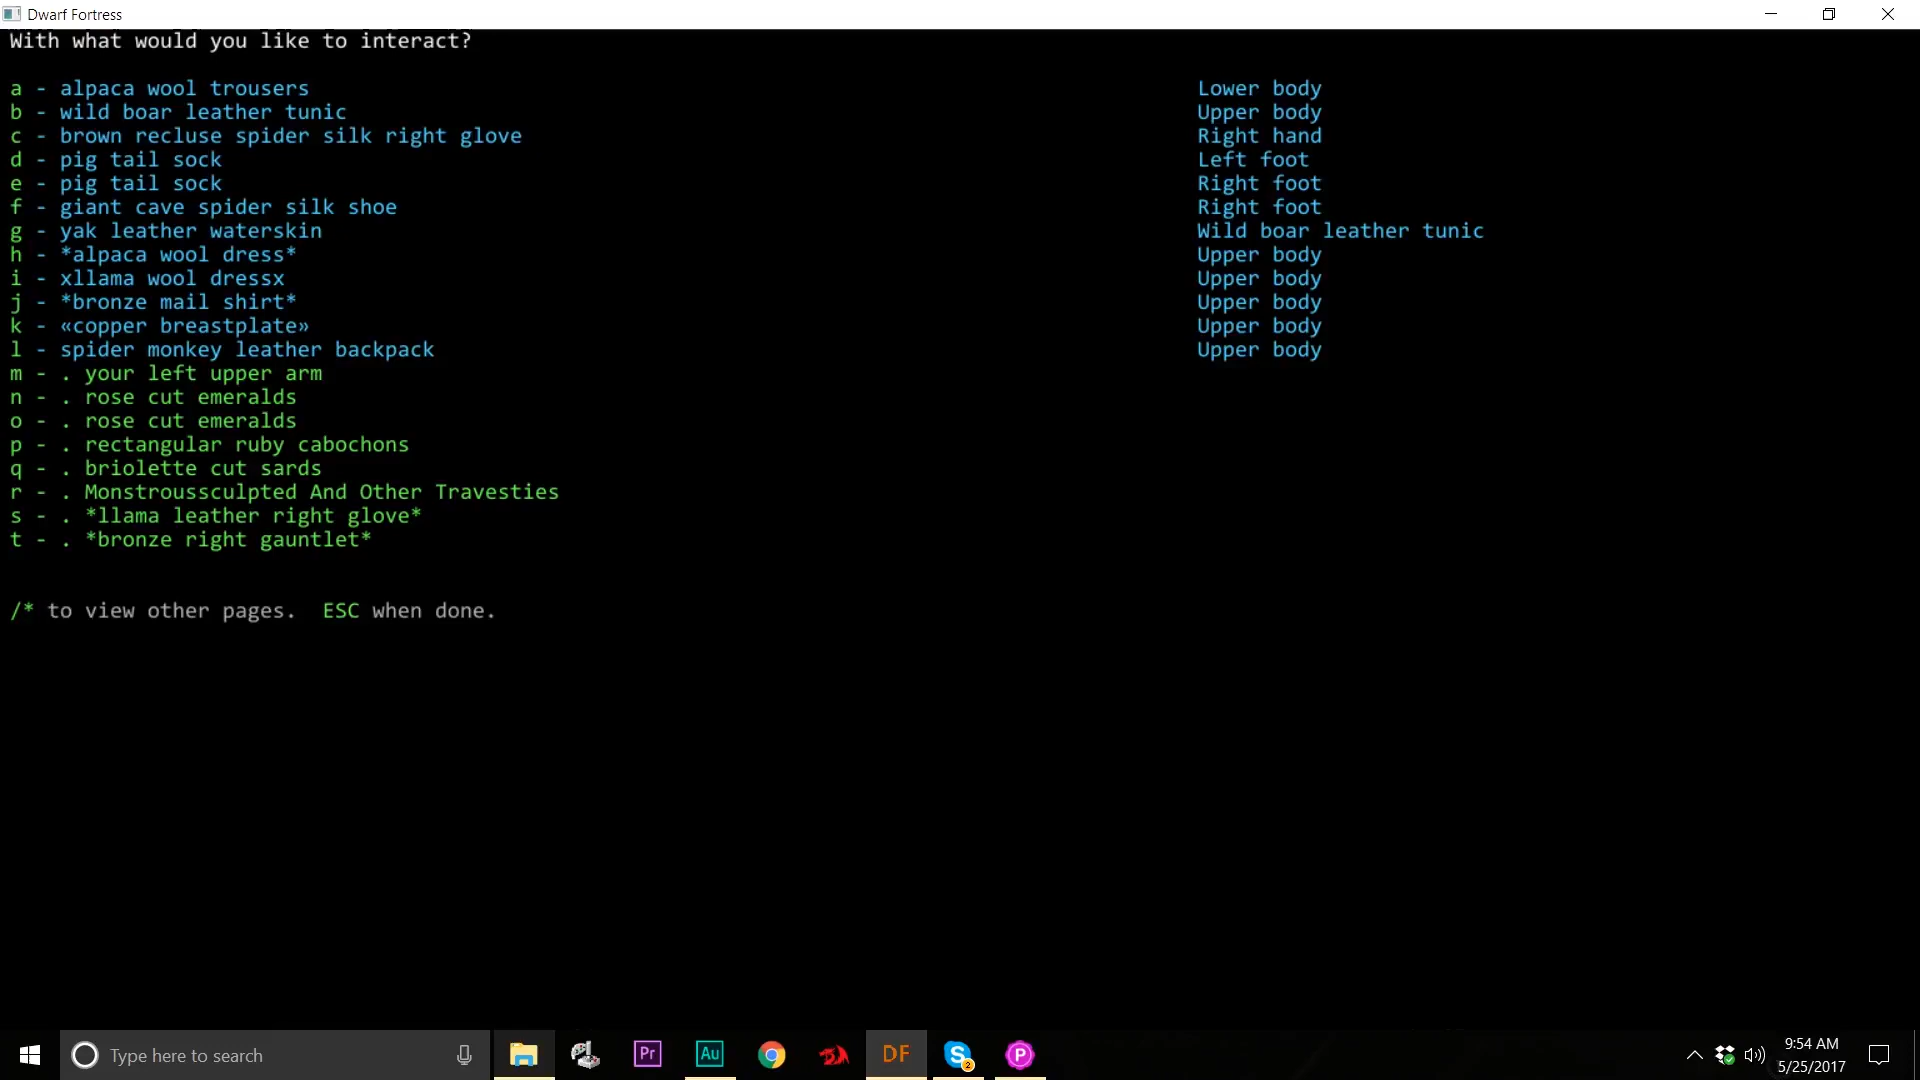 Dwarf Fortress
With what would you like to interact?
a - alpaca wool trousers Lower body
b - wild boar leather tunic Upper body
c - brown recluse spider silk right glove Right hand
d - pig tail sock Left foot
e - pig tail sock Right foot
f - giant cave spider silk shoe Right foot
g - yak leather waterskin Wild boar leather tunic
h - *alpaca wool dress* Upper body
i - xllama wool dressx Upper body
j - *bronze mail shirt* Upper body
k - «copper breastplate» Upper body
l - spider monkey leather backpack Upper body
m - . your left upper arm
n - . rose cut emeralds
o - . rose cut emeralds
p - . rectangular ruby cabochons
q - . briolette cut sards
r - . Monstroussculpted And Other Travesties
s - . *llama leather right glove*
t - . *bronze right gauntlet*
/* to view other pages. ESC when done.
Type here to search
Pr
Au
DF
S
2
P
9:54 AM
5/25/2017